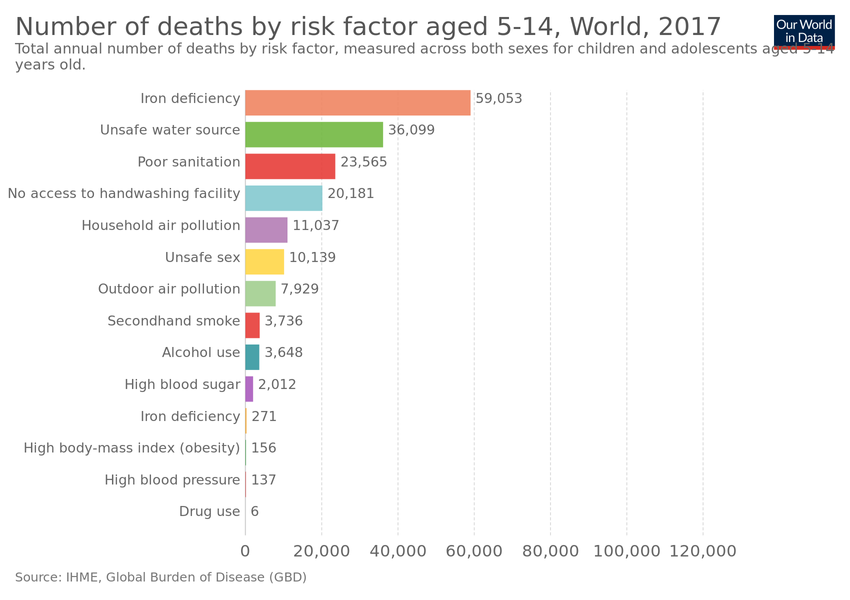 Number of deaths by risk factor aged 5-14, World, 2017
Our World
in Data
Total annual number of deaths by risk factor, measured across both sexes for children and adolescents aged 5-14
years old.
Iron deficiency 59,053
Unsafe water source 36,099
Poor sanitation 23,565
No access to handwashing facility 20,181
Household air pollution 11,037
Unsafe sex 10,139
Outdoor air pollution 7,929
Secondhand smoke 3,736
Alcohol use 3,648
High blood sugar 2,012
Iron deficiency 271
High body-mass index (obesity) 156
High blood pressure 137
Drug use 6
0 20,000 40,000 60,000 80,000 100,000 120,000
Source: IHME, Global Burden of Disease (GBD)